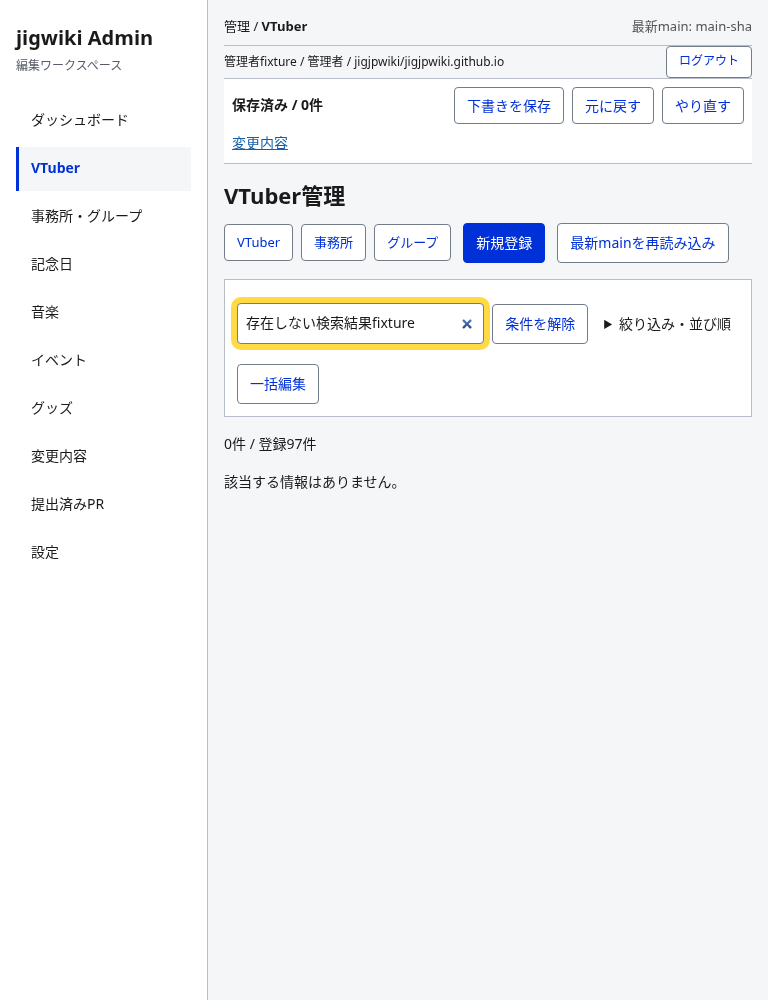 jigwiki Admin
編集ワークスペース
ダッシュボード
VTuber
事務所・グループ
記念日
音楽
イベント
グッズ
変更内容
提出済みPR
設定
管理 / VTuber
最新main: main-sha
管理者fixture / 管理者 / jigjpwiki/jigjpwiki.github.io
ログアウト
保存済み / 0件
下書きを保存
元に戻す
やり直す
変更内容
VTuber管理
VTuber
事務所
グループ
新規登録
最新mainを再読み込み
存在しない検索結果fixture
条件を解除
▶ 絞り込み・並び順
一括編集
0件 / 登録97件
該当する情報はありません。